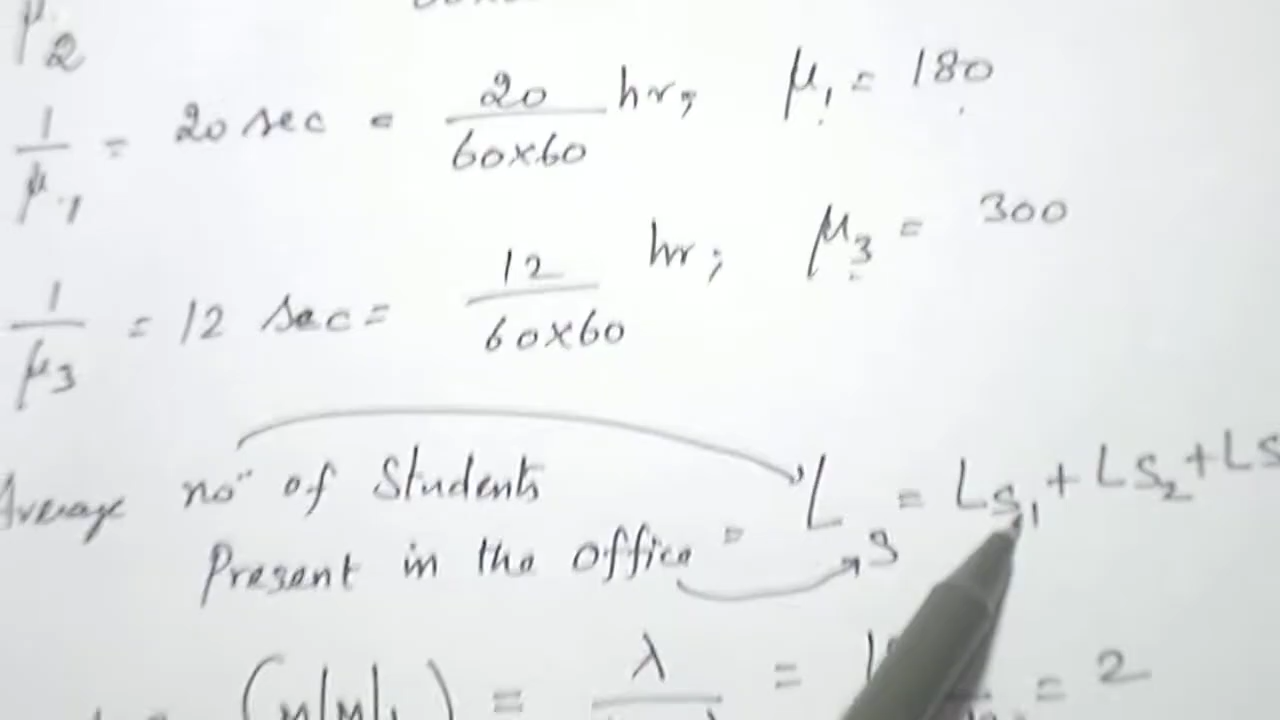 μ₂
1/μ₁ = 20 sec = 20/60×60 hr; μ₁ = 180
1/μ₃ = 12 sec = 12/60×60 hr; μ₃ = 300
Average no of Students
Present in the office = L s = Ls₁ + Ls₂ + Ls
(M|M|1) = λ = = 2